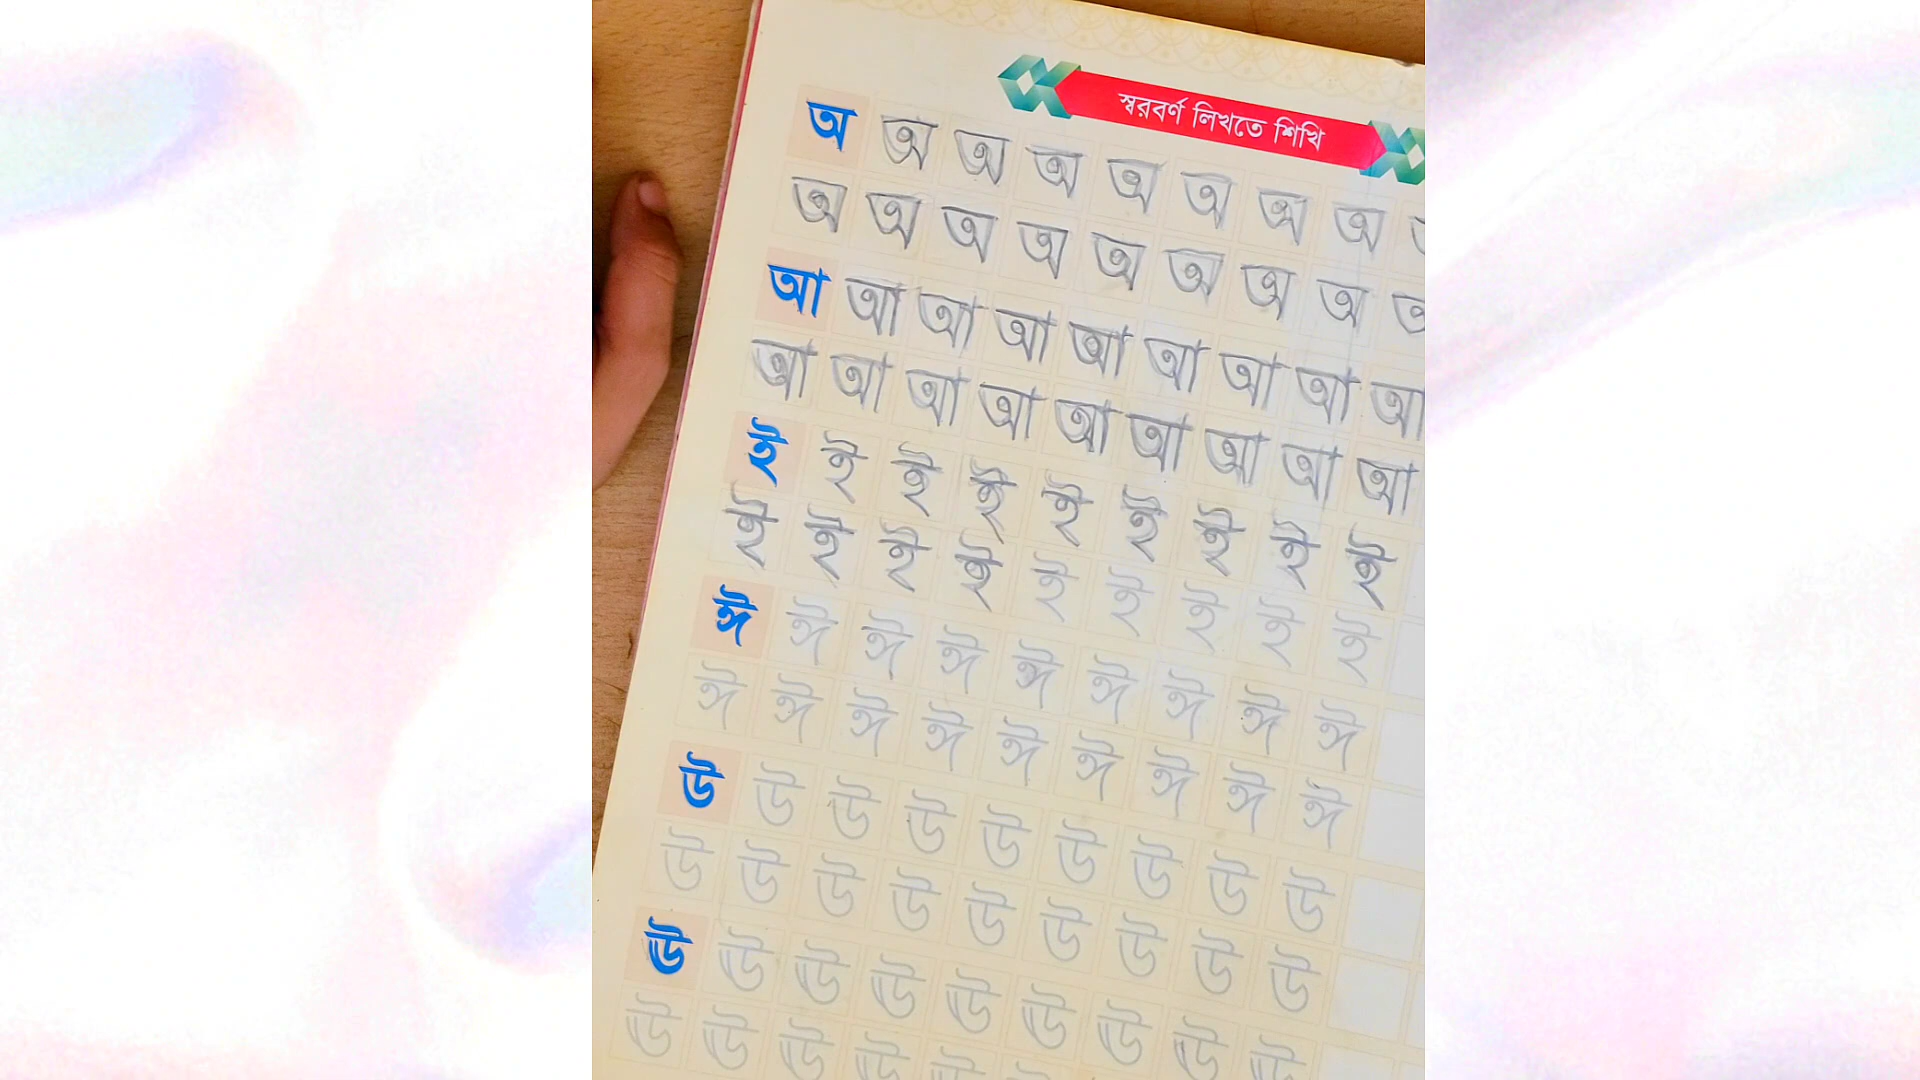 স্বরবর্ণ লিখতে শিখি
অ অ অ অ অ অ অ অ
অ অ অ অ অ অ অ অ
আ আ আ আ আ আ আ আ আ
আ আ আ আ আ আ আ আ আ
ই ই ই ই ই ই ই ই ই
ই ই ই ই ই ই ই ই ই
ঈ ঈ ঈ ঈ ঈ ঈ ঈ ঈ ঈ
ঈ ঈ ঈ ঈ ঈ ঈ ঈ ঈ ঈ
উ উ উ উ উ উ উ উ উ
উ উ উ উ উ উ উ উ উ
ঊ ঊ ঊ ঊ ঊ ঊ ঊ ঊ ঊ
ঊ ঊ ঊ ঊ